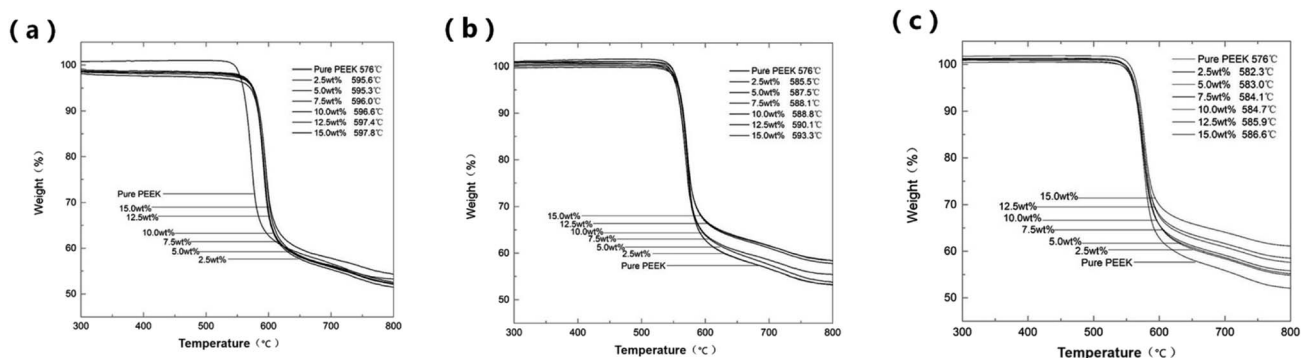 (a)
100
90
80
70
60
50
Weight (%)
300
400
500
600
700
800
Temperature (℃)
Pure PEEK 576℃
2.5wt% 595.6℃
5.0wt% 595.3℃
7.5wt% 596.0℃
10.0wt% 596.6℃
12.5wt% 597.4℃
15.0wt% 597.8℃
Pure PEEK
15.0wt%
12.5wt%
10.0wt%
7.5wt%
5.0wt%
2.5wt%
(b)
100
90
80
70
60
50
Weight (%)
300
400
500
600
700
800
Temperature (℃)
Pure PEEK 576℃
2.5wt% 585.5℃
5.0wt% 587.5℃
7.5wt% 588.1℃
10.0wt% 588.8℃
12.5wt% 590.1℃
15.0wt% 593.3℃
15.0wt%
12.5wt%
10.0wt%
7.5wt%
5.0wt%
2.5wt%
Pure PEEK
(c)
100
90
80
70
60
50
Weight (%)
300
400
500
600
700
800
Temperature (℃)
Pure PEEK 576℃
2.5wt% 582.3℃
5.0wt% 583.0℃
7.5wt% 584.1℃
10.0wt% 584.7℃
12.5wt% 585.9℃
15.0wt% 586.6℃
15.0wt%
12.5wt%
10.0wt%
7.5wt%
5.0wt%
2.5wt%
Pure PEEK